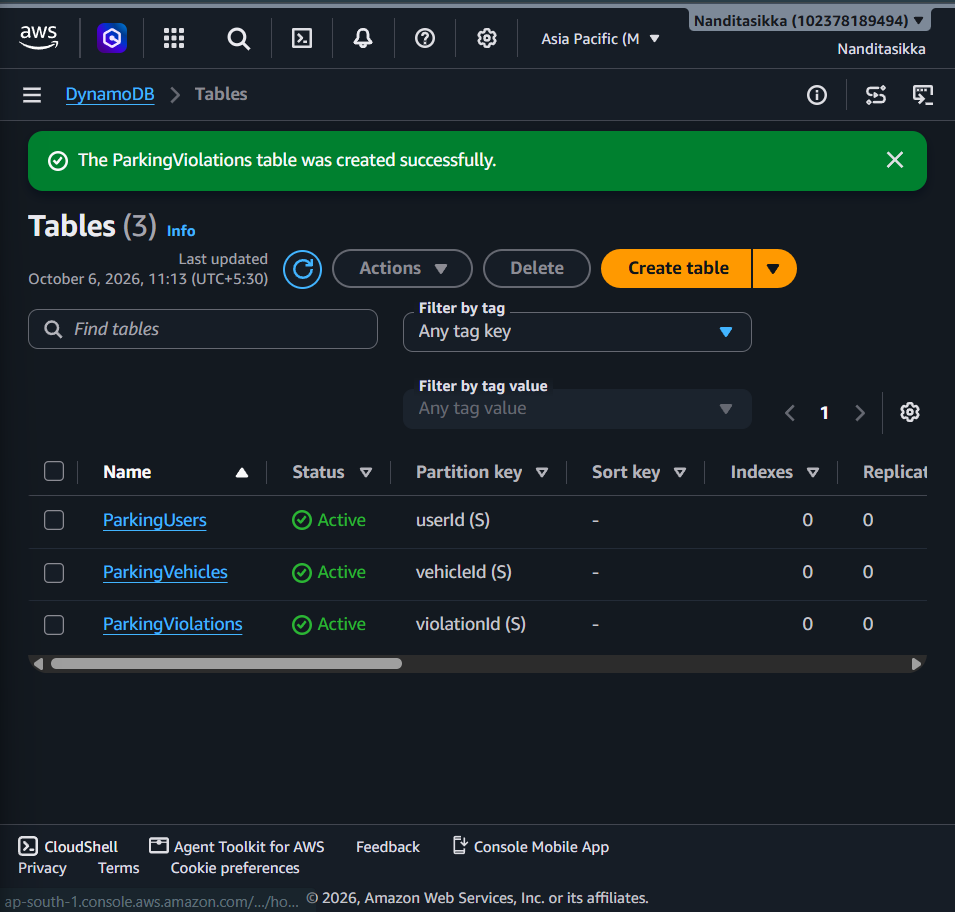 aws
Asia Pacific (M
Nanditasikka (102378189494)
Nanditasikka
DynamoDB
Tables
The ParkingViolations table was created successfully.
Tables (3) Info
Last updated
October 6, 2026, 11:13 (UTC+5:30)
Actions
Delete
Create table
Find tables
Filter by tag
Any tag key
Filter by tag value
Any tag value
1
Name Status Partition key Sort key Indexes Replicat
ParkingUsers Active userId (S) - 0 0
ParkingVehicles Active vehicleId (S) - 0 0
ParkingViolations Active violationId (S) - 0 0
CloudShell Agent Toolkit for AWS Feedback Console Mobile App
Privacy Terms Cookie preferences
ap-south-1.console.aws.amazon.com/.../ho... © 2026, Amazon Web Services, Inc. or its affiliates.